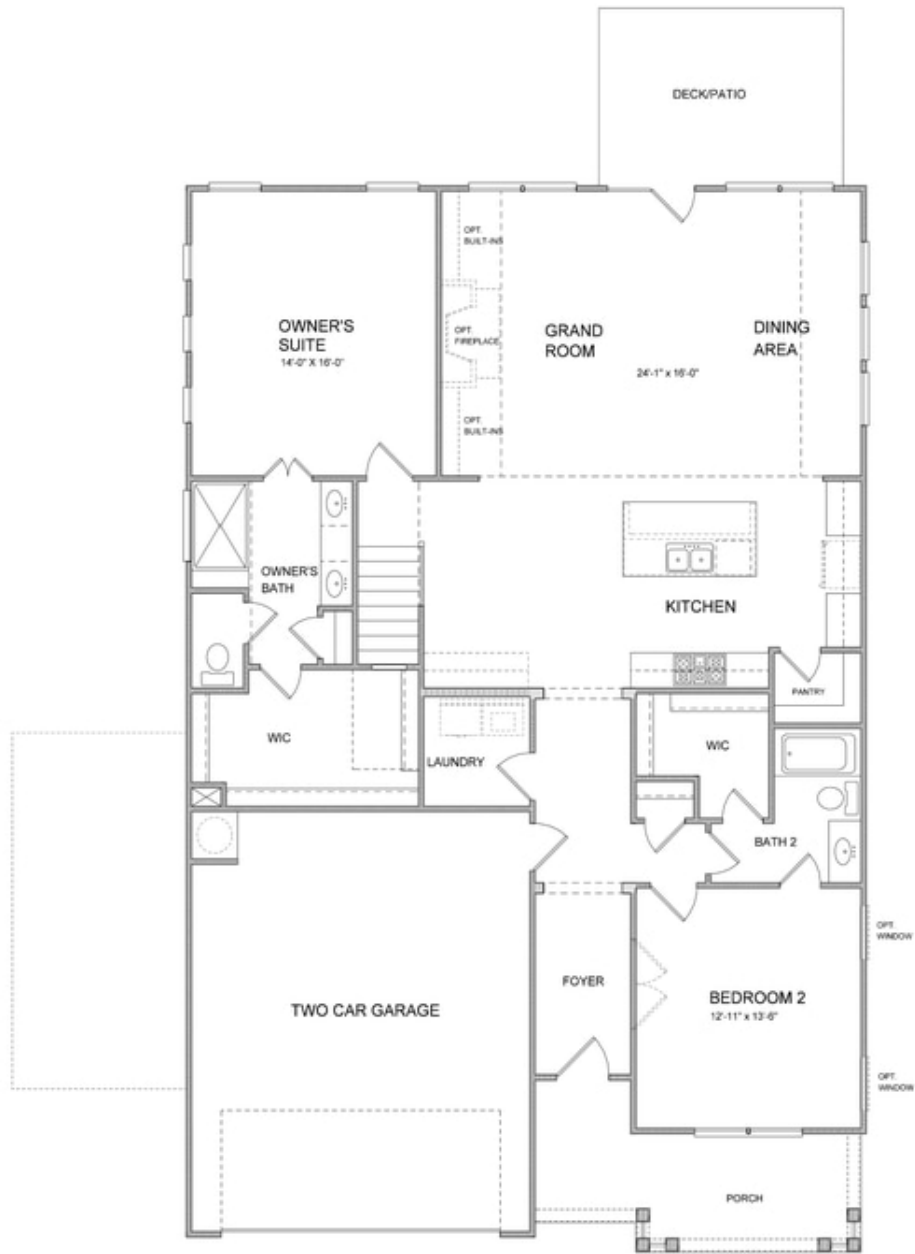 DECK/PATIO
OPT.
BUILT-INS
OWNER'S
SUITE
14'-0" X 16'-0"
OPT.
FIREPLACE
GRAND
ROOM
DINING
AREA
24'-1" x 16'-0"
OPT.
BUILT-INS
OWNER'S
BATH
KITCHEN
PANTRY
WIC
LAUNDRY
WIC
BATH 2
OPT.
WINDOW
TWO CAR GARAGE
FOYER
BEDROOM 2
12'-11" x 13'-6"
OPT.
WINDOW
PORCH